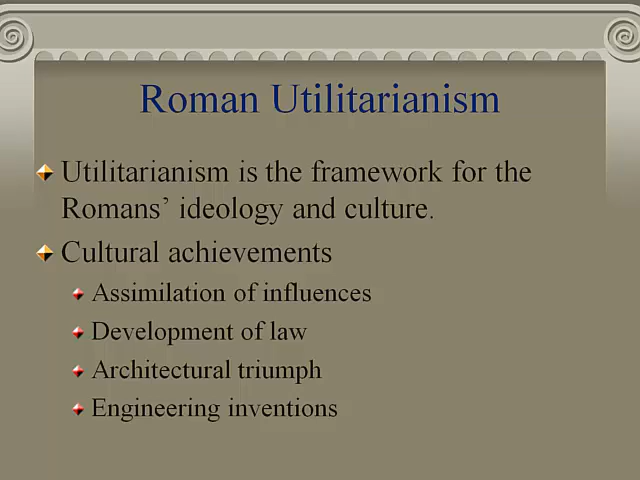 Roman Utilitarianism
Utilitarianism is the framework for the
Romans' ideology and culture.
Cultural achievements
Assimilation of influences
Development of law
Architectural triumph
Engineering inventions